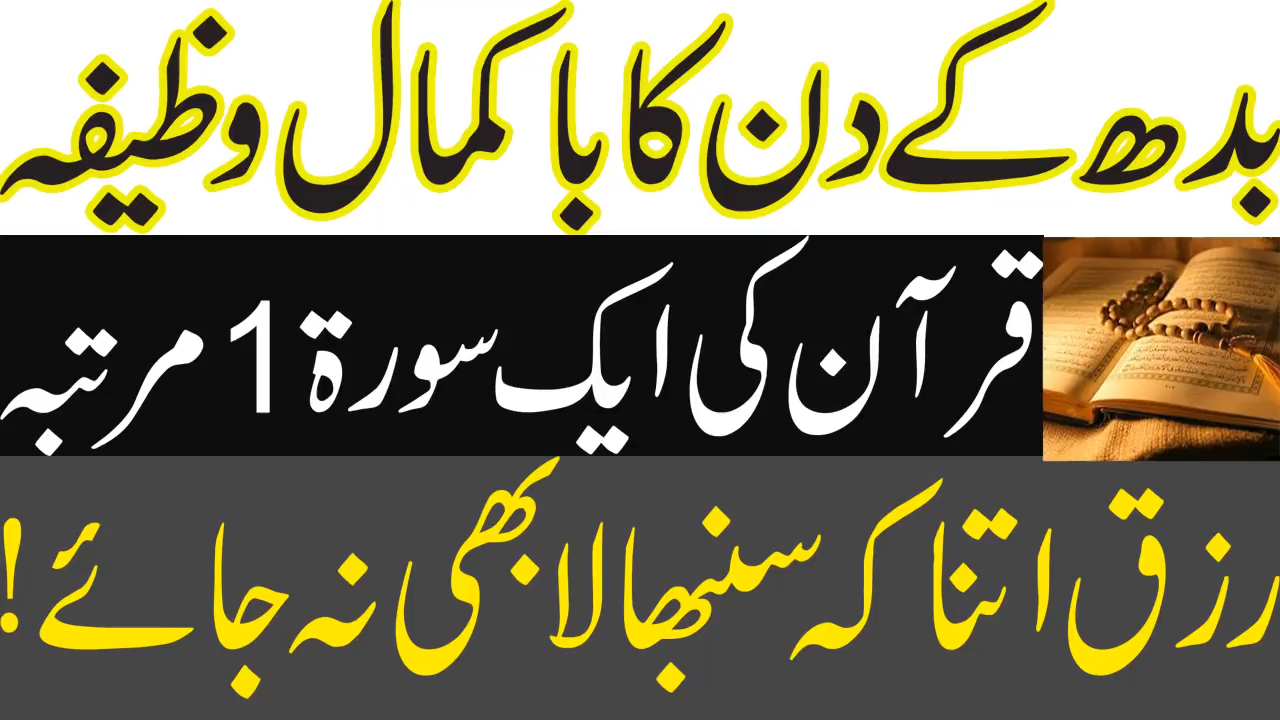 بدھ کے دن کا باکمال وظیفہ
قرآن کی ایک سورۃ 1 مرتبہ
رزق اتنا کہ سنبھالا بھی نہ جائے!